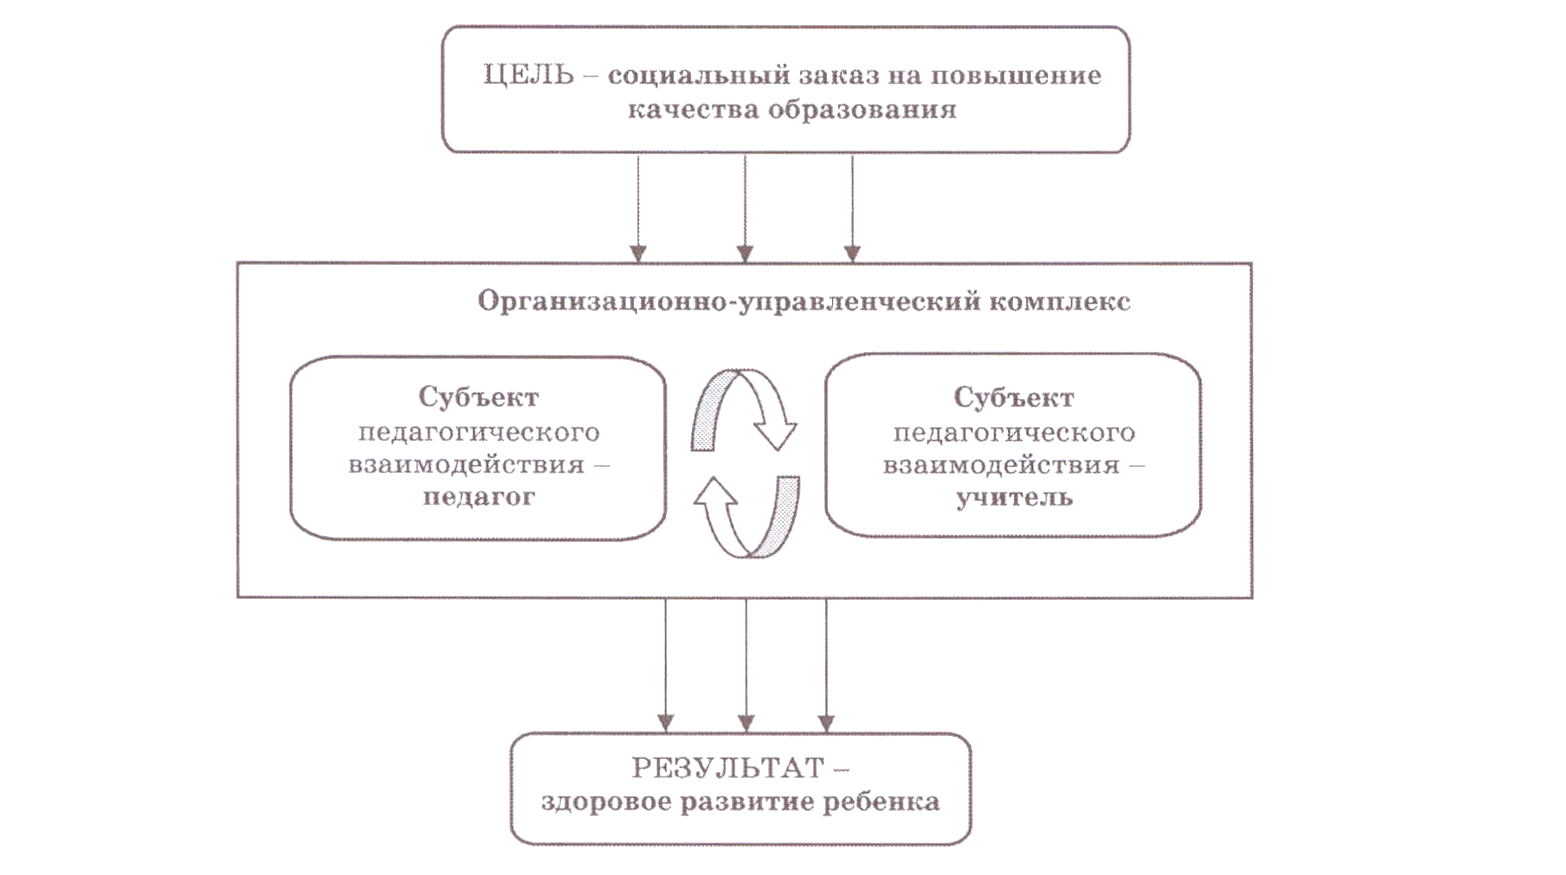 ЦЕЛЬ – социальный заказ на повышение
качества образования
Организационно-управленческий комплекс
Субъект
педагогического
взаимодействия –
педагог
Субъект
педагогического
взаимодействия –
учитель
РЕЗУЛЬТАТ –
здоровое развитие ребенка